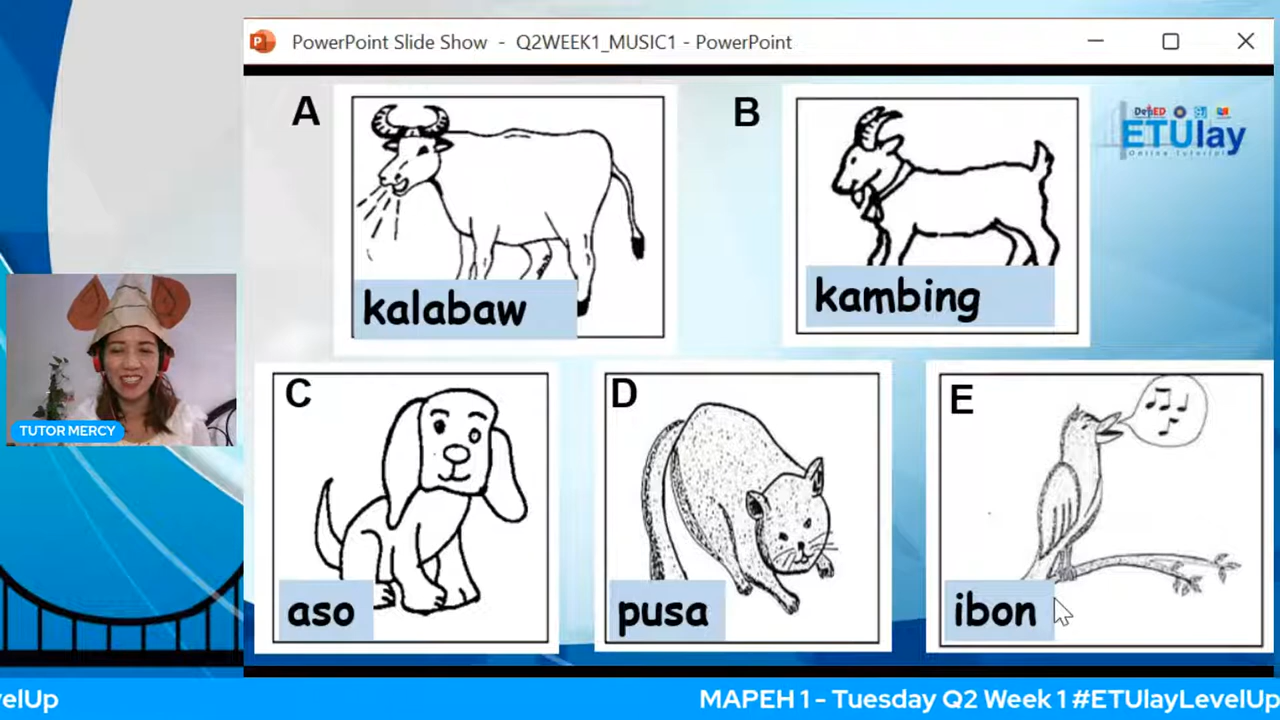 PowerPoint Slide Show - Q2WEEK1_MUSIC1 - PowerPoint
A
B
DepED
ETUlay
Online Tutorial
kalabaw
kambing
C
D
E
TUTOR MERCY
aso
pusa
ibon
velUp
MAPEH 1 - Tuesday Q2 Week 1 #ETUlayLevelUp